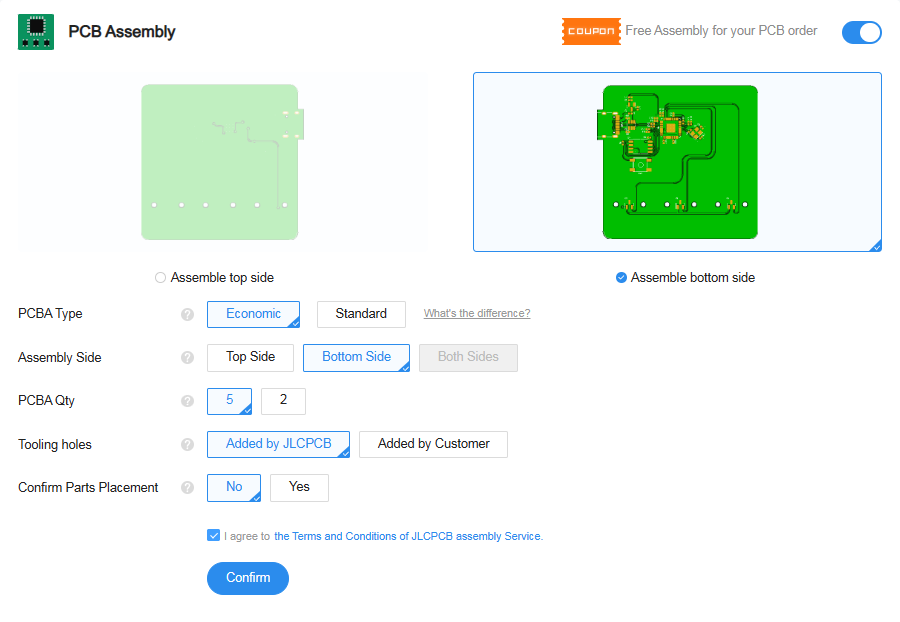 PCB Assembly
COUPON Free Assembly for your PCB order
Assemble top side
Assemble bottom side
PCBA Type ? Economic Standard What's the difference?
Assembly Side ? Top Side Bottom Side Both Sides
PCBA Qty ? 5 2
Tooling holes ? Added by JLCPCB Added by Customer
Confirm Parts Placement ? No Yes
I agree to the Terms and Conditions of JLCPCB assembly Service.
Confirm